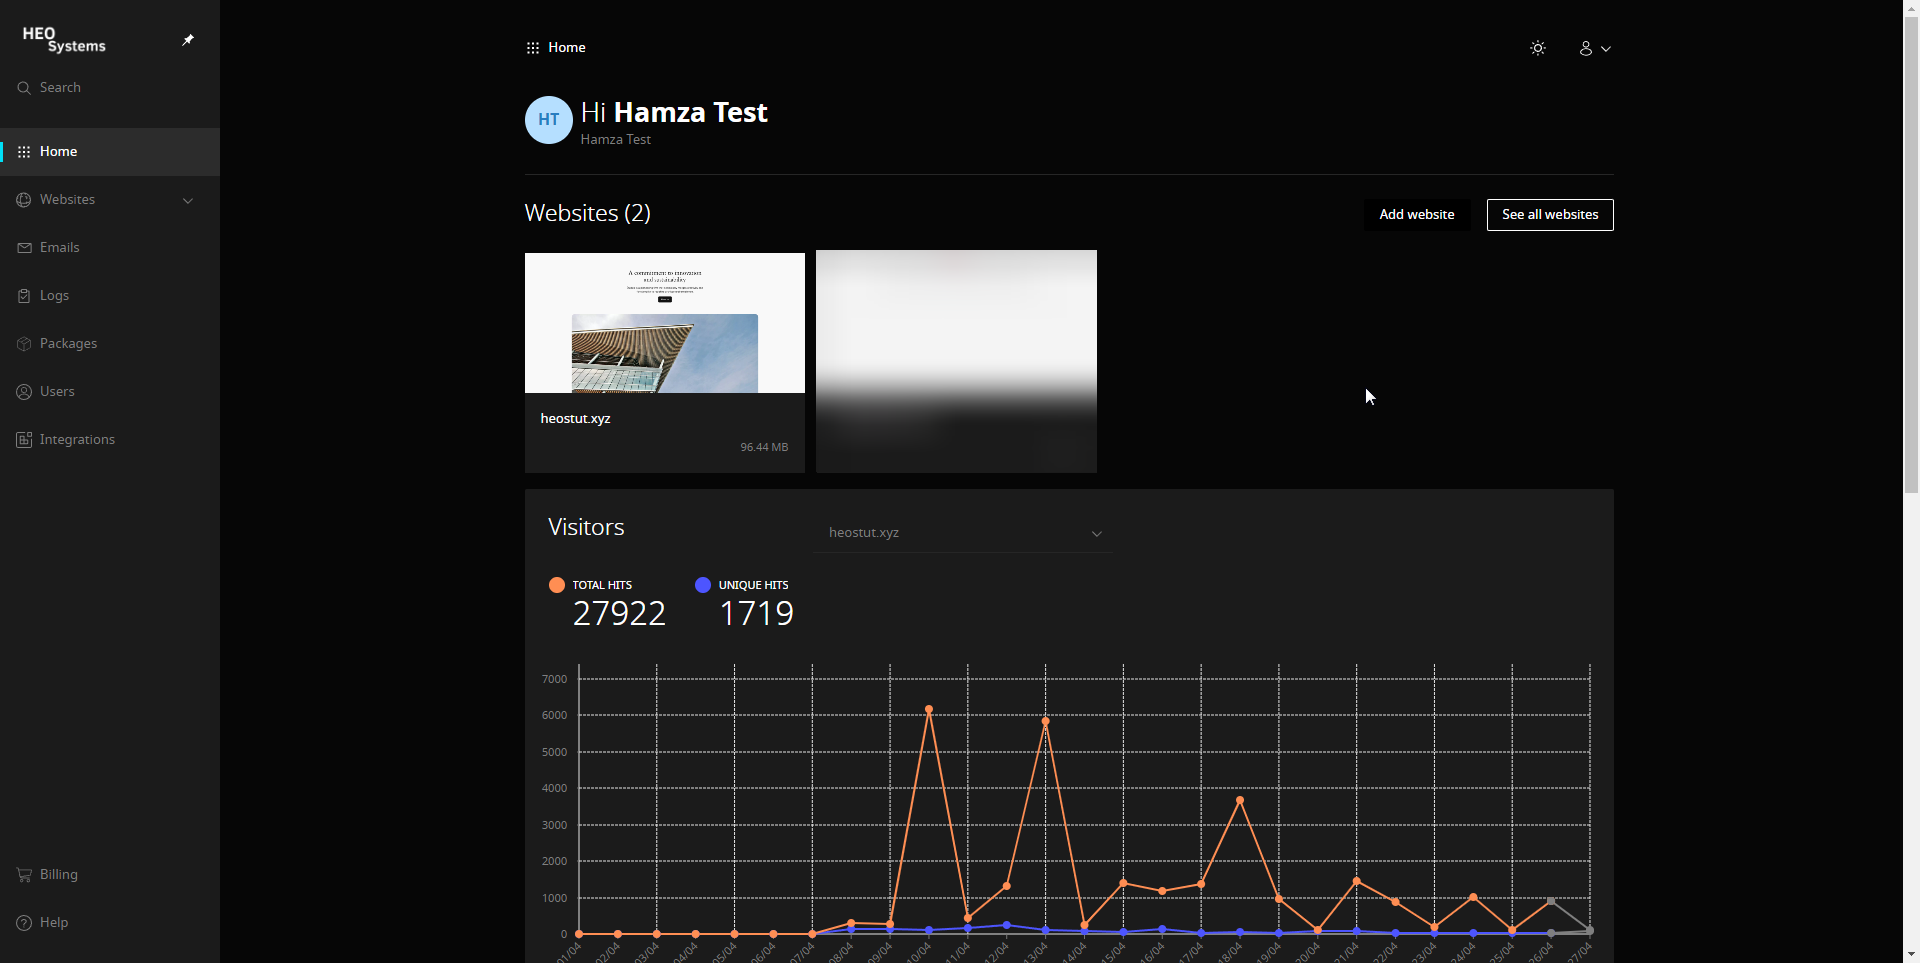 HEO
Systems
Search
Home
Websites
Emails
Logs
Packages
Users
Integrations
Billing
Help
Home
HT
Hi Hamza Test
Hamza Test
Websites (2)
Add website
See all websites
A commitment to innovation
and sustainability
heostut.xyz
96.44 MB
Visitors
heostut.xyz
TOTAL HITS
27922
UNIQUE HITS
1719
7000
6000
5000
4000
3000
2000
1000
0
01/04
02/04
03/04
04/04
05/04
06/04
07/04
08/04
09/04
10/04
11/04
12/04
13/04
14/04
15/04
16/04
17/04
18/04
19/04
20/04
21/04
22/04
23/04
24/04
25/04
26/04
27/04